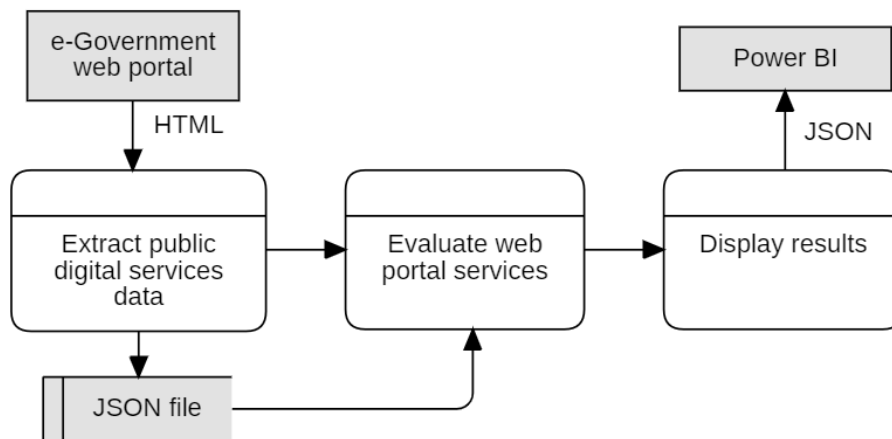 e-Government
web portal
Power BI
HTML
JSON
Extract public
digital services
data
Evaluate web
portal services
Display results
JSON file